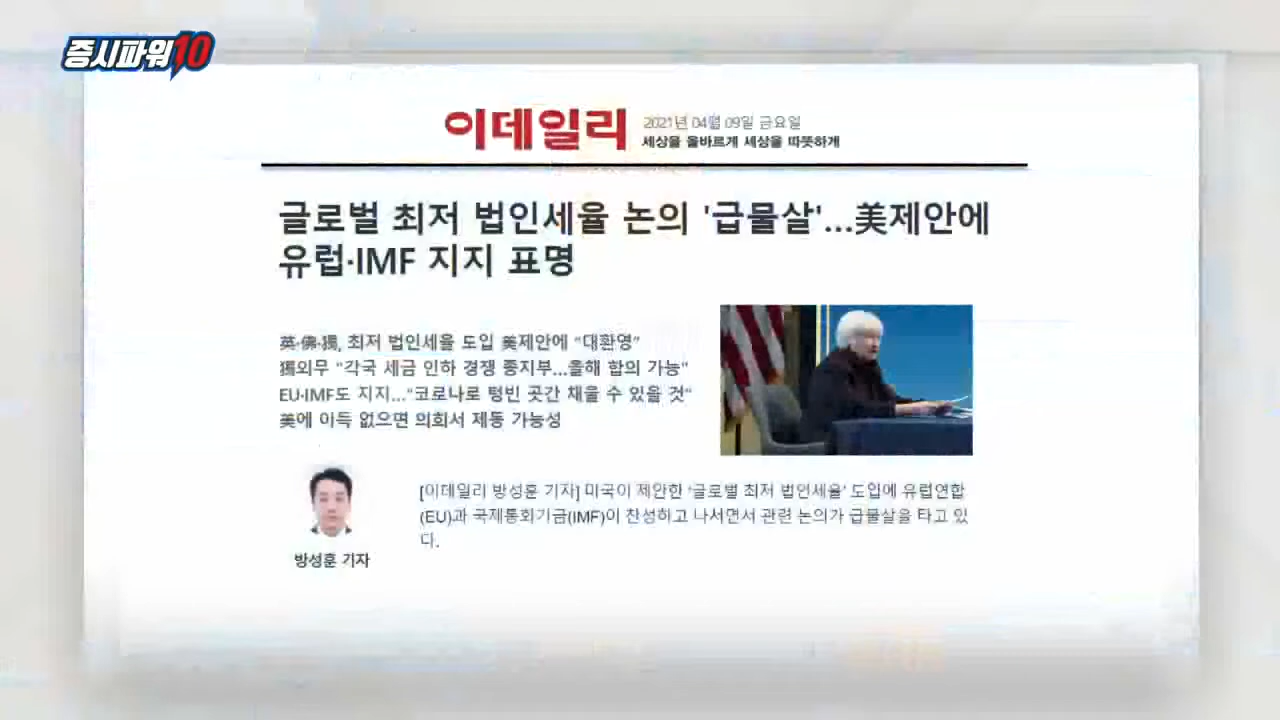 증시파워10
이데일리 2021년 04월 09일 금요일
세상을 올바르게 세상을 따뜻하게
글로벌 최저 법인세율 논의 '급물살'...美제안에
유럽·IMF 지지 표명
英·佛·獨, 최저 법인세율 도입 美제안에 "대환영"
獨외무 "각국 세금 인하 경쟁 종지부...올해 합의 가능"
EU·IMF도 지지..."코로나로 텅빈 곳간 채울 수 있을 것"
美에 이득 없으면 의회서 제동 가능성
[이데일리 방성훈 기자] 미국이 제안한 '글로벌 최저 법인세율' 도입에 유럽연합
(EU)과 국제통화기금(IMF)이 찬성하고 나서면서 관련 논의가 급물살을 타고 있
다.
방성훈 기자